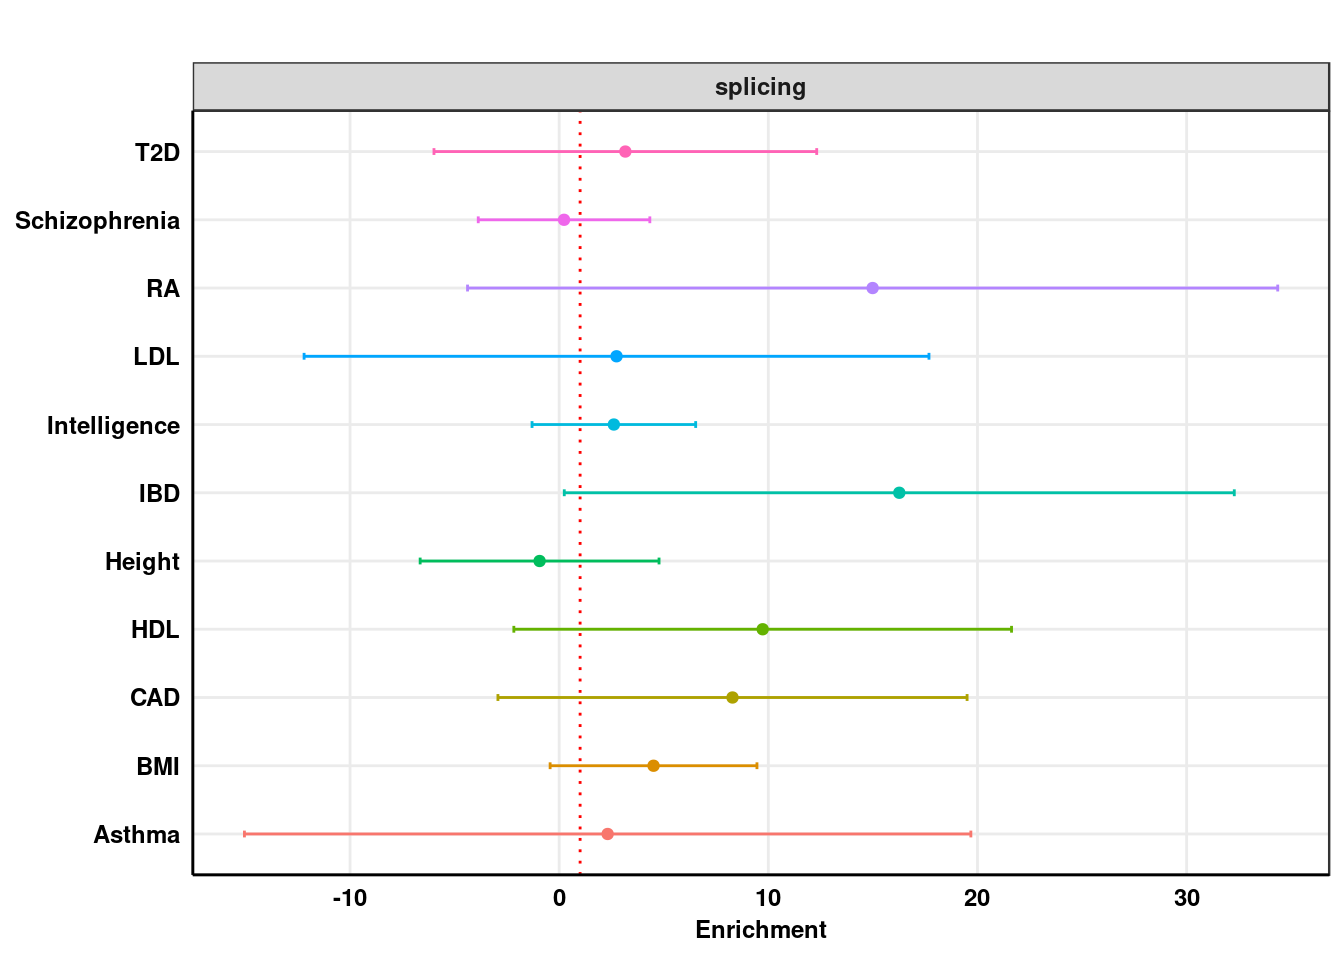 splicing
T2D
Schizophrenia
RA
LDL
Intelligence
IBD
Height
HDL
CAD
BMI
Asthma
-10 0 10 20 30
Enrichment